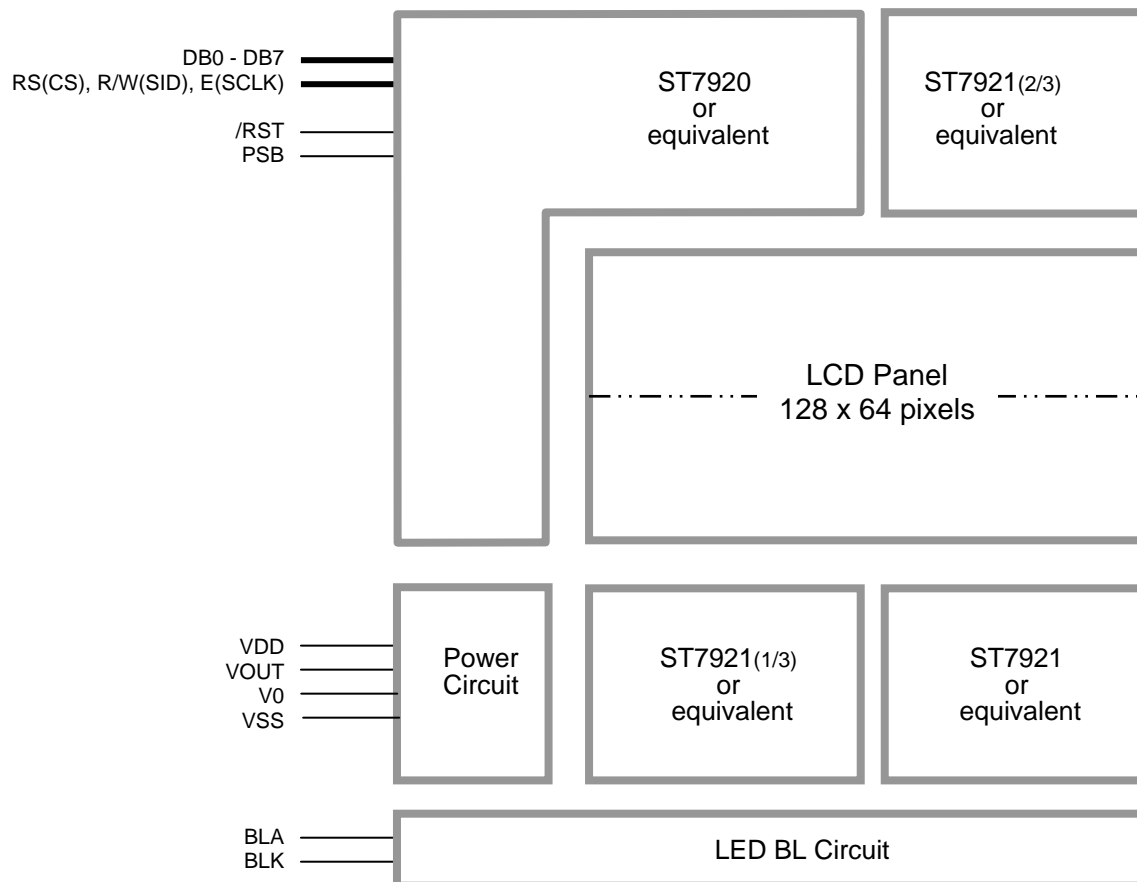 DB0 - DB7
RS(CS), R/W(SID), E(SCLK)
/RST
PSB
ST7920
or
equivalent
ST7921(2/3)
or
equivalent
LCD Panel
128 x 64 pixels
VDD
VOUT
V0
VSS
Power
Circuit
ST7921(1/3)
or
equivalent
ST7921
or
equivalent
BLA
BLK
LED BL Circuit